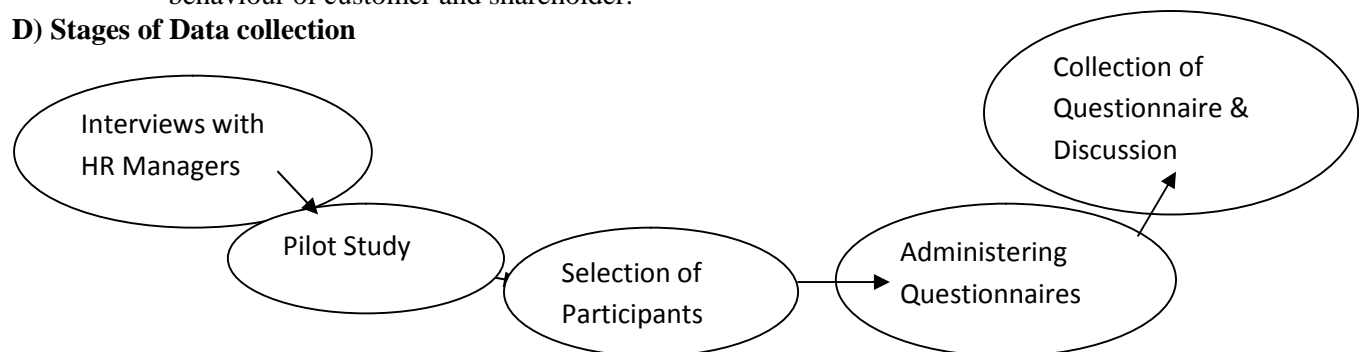 behaviour of customer and shareholder.
D) Stages of Data collection
Interviews with
HR Managers
Pilot Study
Selection of
Participants
Administering
Questionnaires
Collection of
Questionnaire &
Discussion